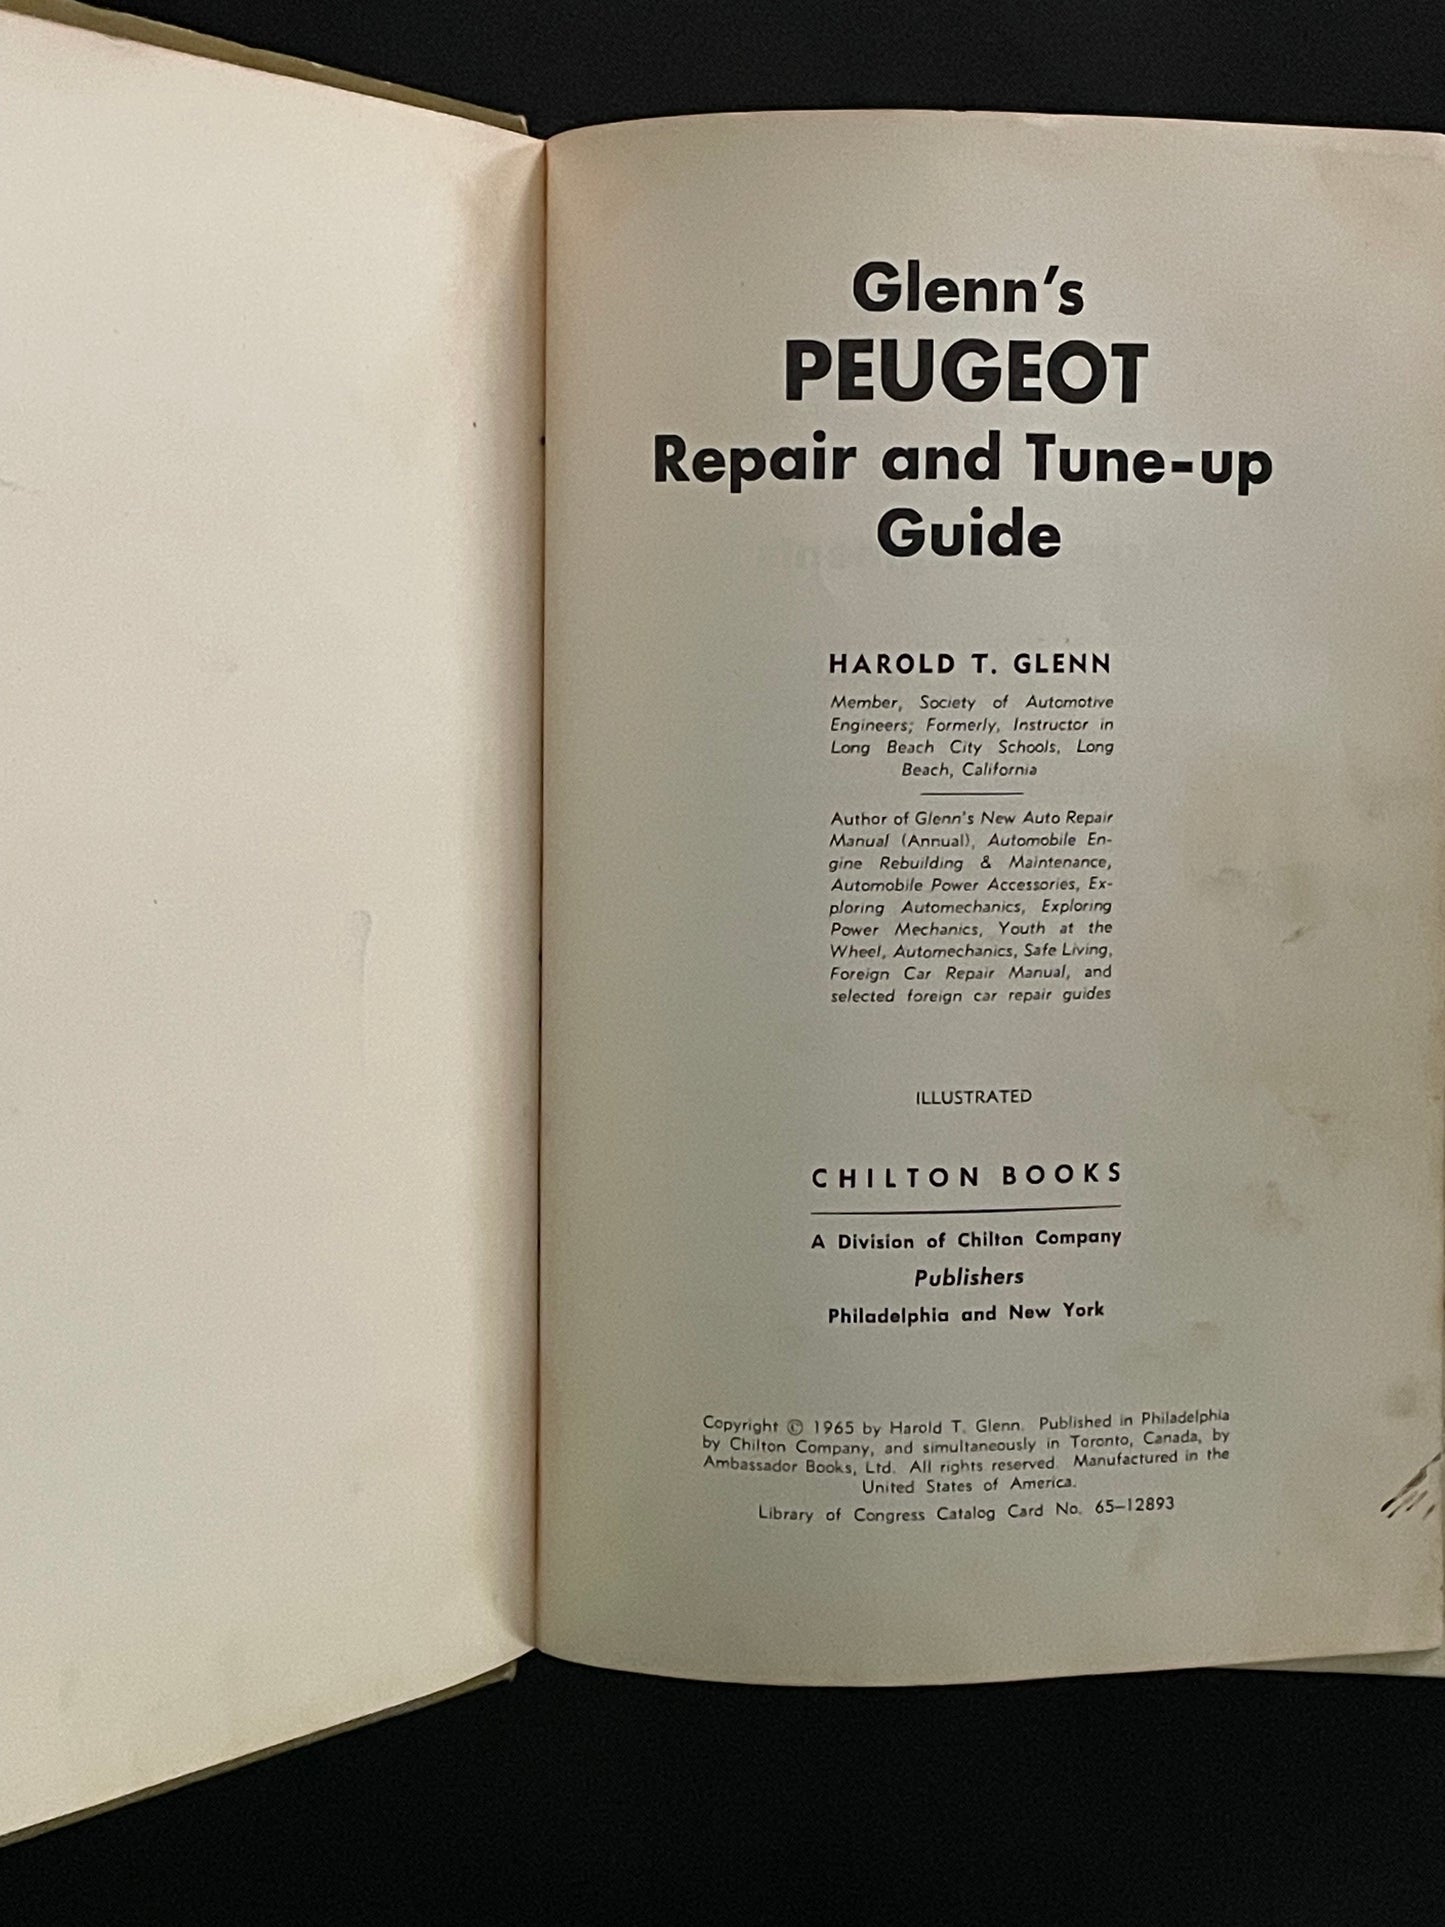 Glenn's
PEUGEOT
Repair and Tune-up
Guide
HAROLD T. GLENN
Member, Society of Automotive
Engineers; Formerly, Instructor in
Long Beach City Schools, Long
Beach, California
Author of Glenn's New Auto Repair
Manual (Annual), Automobile En-
gine Rebuilding & Maintenance,
Automobile Power Accessories, Ex-
ploring Automechanics, Exploring
Power Mechanics, Youth at the
Wheel, Automechanics, Safe Living,
Foreign Car Repair Manual, and
selected foreign car repair guides
ILLUSTRATED
CHILTON BOOKS
A Division of Chilton Company
Publishers
Philadelphia and New York
Copyright © 1965 by Harold T. Glenn. Published in Philadelphia
by Chilton Company, and simultaneously in Toronto, Canada, by
Ambassador Books, Ltd. All rights reserved. Manufactured in the
United States of America.
Library of Congress Catalog Card No. 65-12893